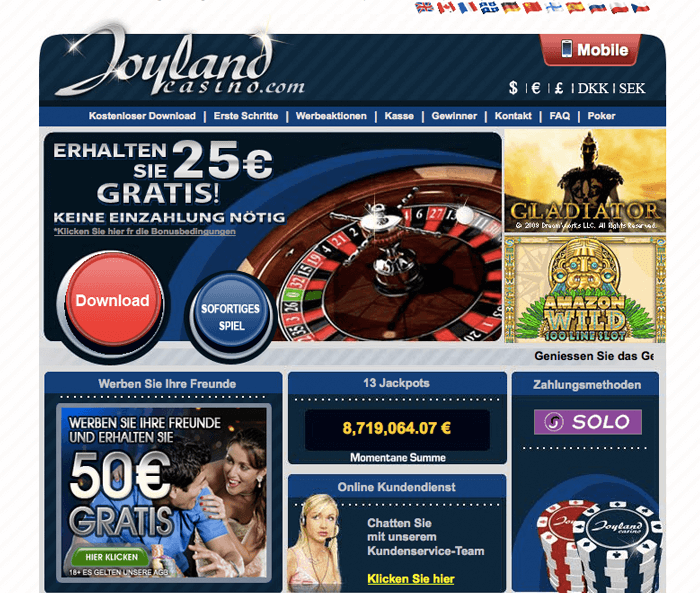 Joyland
casino.com
Mobile
$ | € | £ | DKK | SEK
Kostenloser Download | Erste Schritte | Werbeaktionen | Kasse | Gewinner | Kontakt | FAQ | Poker
ERHALTEN
SIE 25€
GRATIS!
KEINE EINZAHLUNG NÖTIG
*Klicken Sie hier fr die Bonusbedingungen
Download
SOFORTIGES
SPIEL
GLADIATOR
© 2009 DreamWorks LLC. All Rights Reserved
AMAZON
WILD
100 LINE SLOT
Geniessen Sie das Ge
Werben Sie Ihre Freunde
WERBEN SIE IHRE FREUNDE
UND ERHALTEN SIE
50€
GRATIS
HIER KLICKEN
18+ ES GELTEN UNSERE AGB
13 Jackpots
8,719,064.07 €
Momentane Summe
Online Kundendienst
Chatten Sie
mit unserem
Kundenservice-Team
Klicken Sie hier
Zahlungsmethoden
SOLO
Joyland
casino